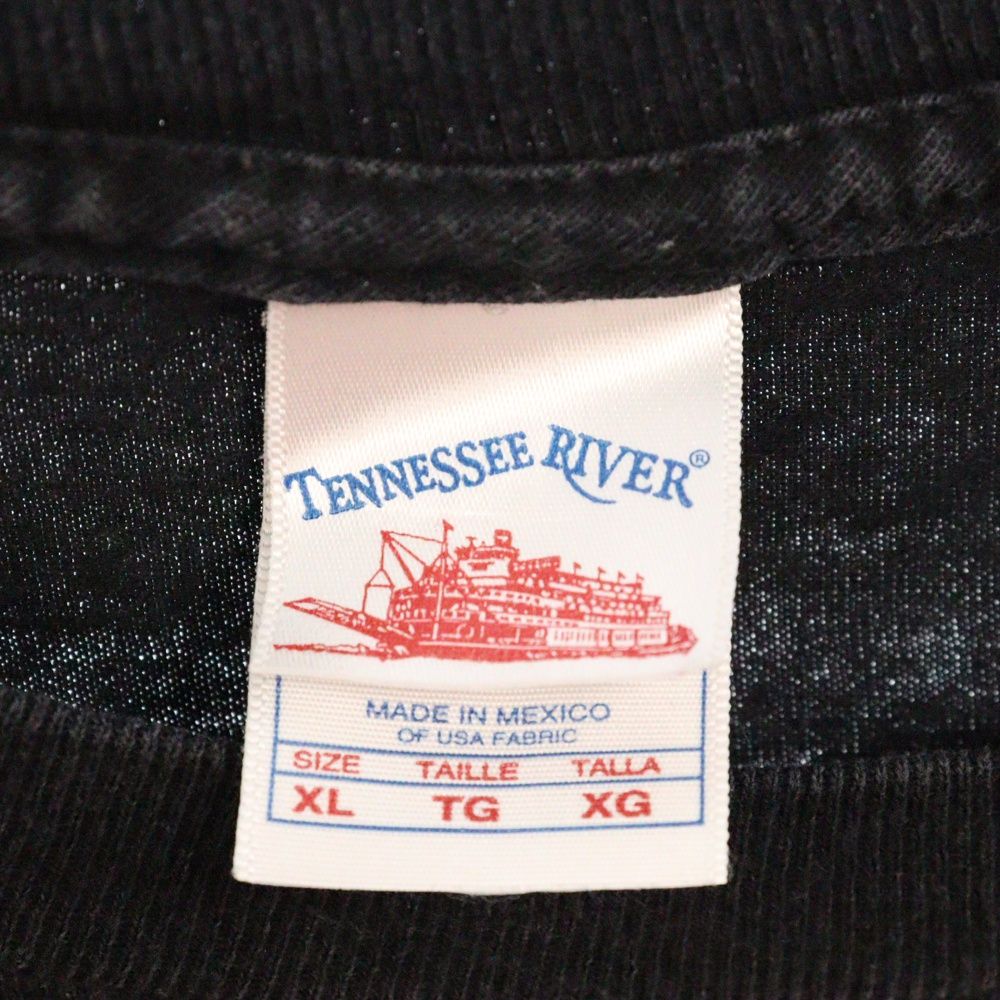 TENNESSEE RIVER®
MADE IN MEXICO
OF USA FABRIC
SIZE TAILLE TALLA
XL TG XG